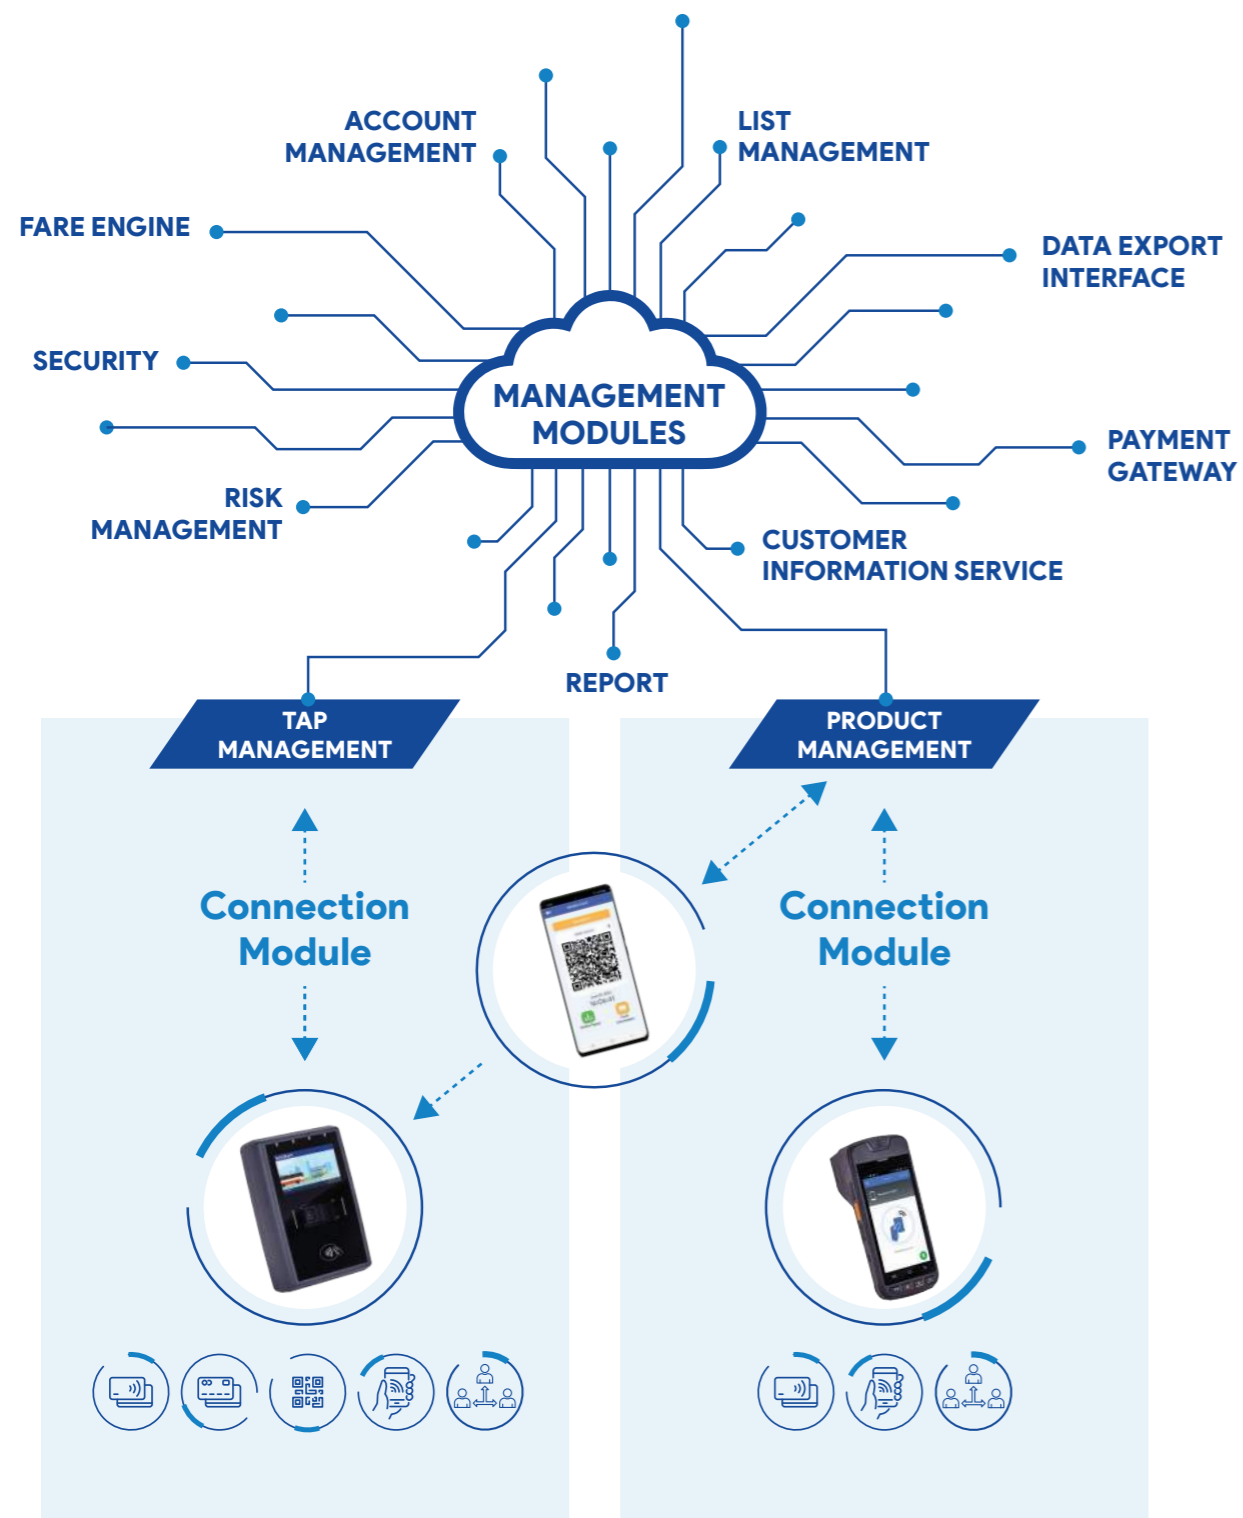 ACCOUNT
MANAGEMENT
LIST
MANAGEMENT
FARE ENGINE
DATA EXPORT
INTERFACE
SECURITY
MANAGEMENT
MODULES
PAYMENT
GATEWAY
RISK
MANAGEMENT
CUSTOMER
INFORMATION SERVICE
REPORT
TAP
MANAGEMENT
PRODUCT
MANAGEMENT
Connection
Module
Connection
Module